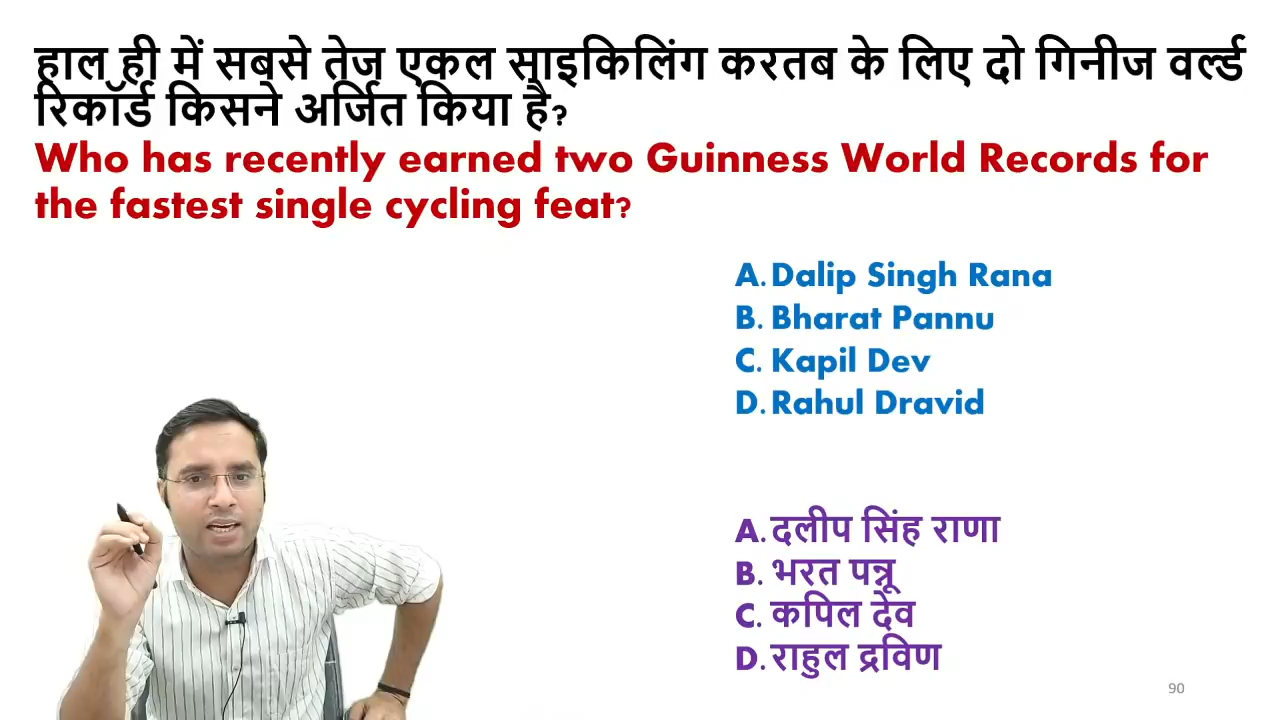 हाल ही में सबसे तेज एकल साइकिलिंग करतब के लिए दो गिनीज वर्ल्ड
रिकॉर्ड किसने अर्जित किया है?
Who has recently earned two Guinness World Records for
the fastest single cycling feat?
A. Dalip Singh Rana
B. Bharat Pannu
C. Kapil Dev
D. Rahul Dravid
A. दलीप सिंह राणा
B. भरत पन्नू
C. कपिल देव
D. राहुल द्रविण
90